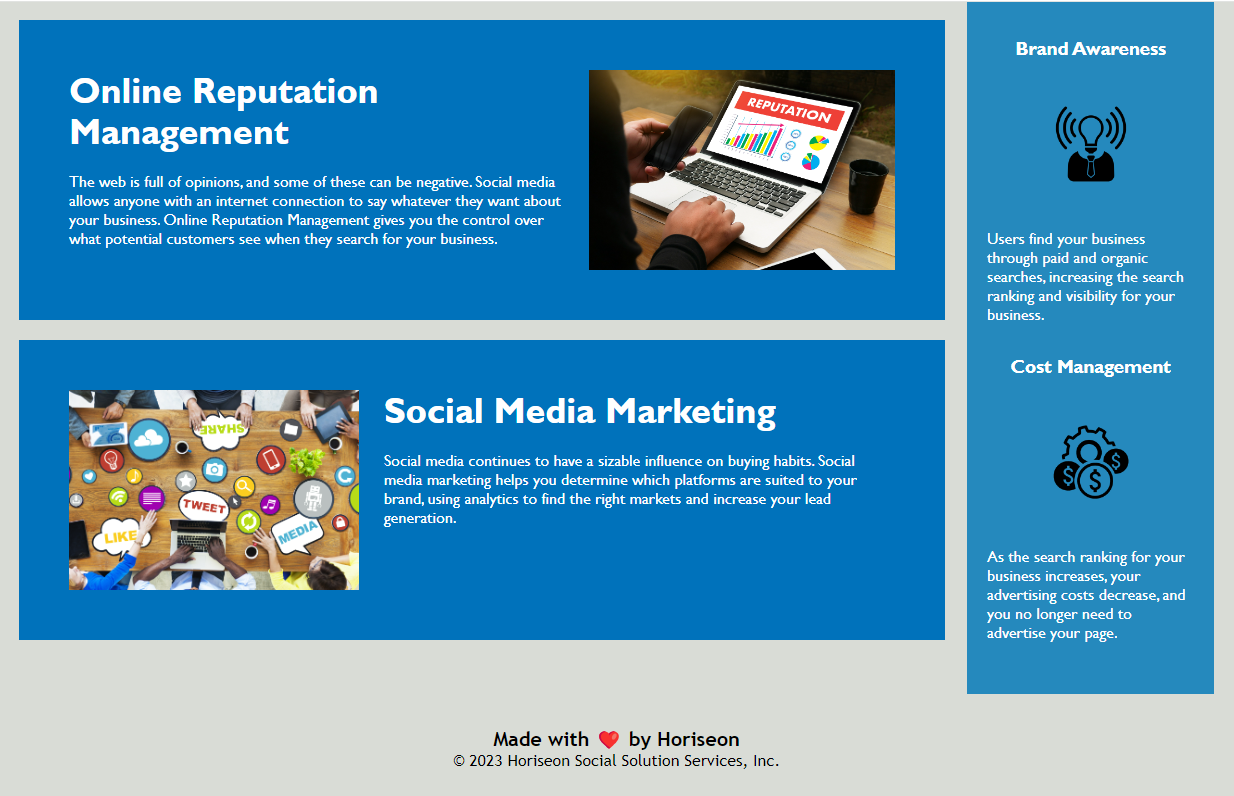 Online Reputation
Management
The web is full of opinions, and some of these can be negative. Social media
allows anyone with an internet connection to say whatever they want about
your business. Online Reputation Management gives you the control over
what potential customers see when they search for your business.
REPUTATION
Social Media Marketing
Social media continues to have a sizable influence on buying habits. Social
media marketing helps you determine which platforms are suited to your
brand, using analytics to find the right markets and increase your lead
generation.
SHARE
TWEET
LIKE
MEDIA
Brand Awareness
Users find your business
through paid and organic
searches, increasing the search
ranking and visibility for your
business.
Cost Management
$ $
$
As the search ranking for your
business increases, your
advertising costs decrease, and
you no longer need to
advertise your page.
Made with ❤️ by Horiseon
© 2023 Horiseon Social Solution Services, Inc.